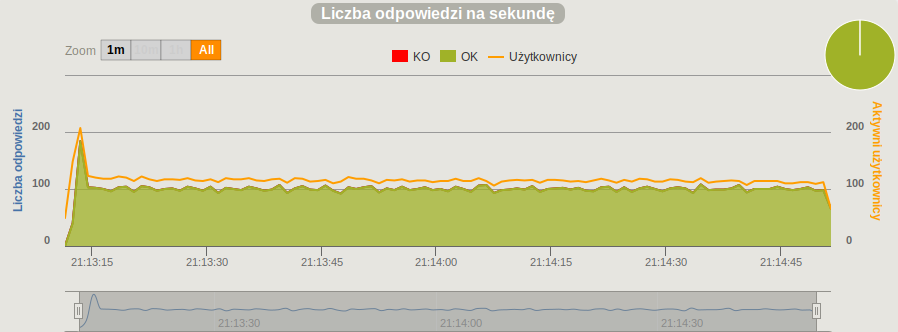 Liczba odpowiedzi na sekundę
Zoom 1m 10m 1h All
KO OK Użytkownicy
Liczba odpowiedzi
Aktywni użytkownicy
200 200
100 100
0 0
21:13:15 21:13:30 21:13:45 21:14:00 21:14:15 21:14:30 21:14:45
21:13:30 21:14:00 21:14:30